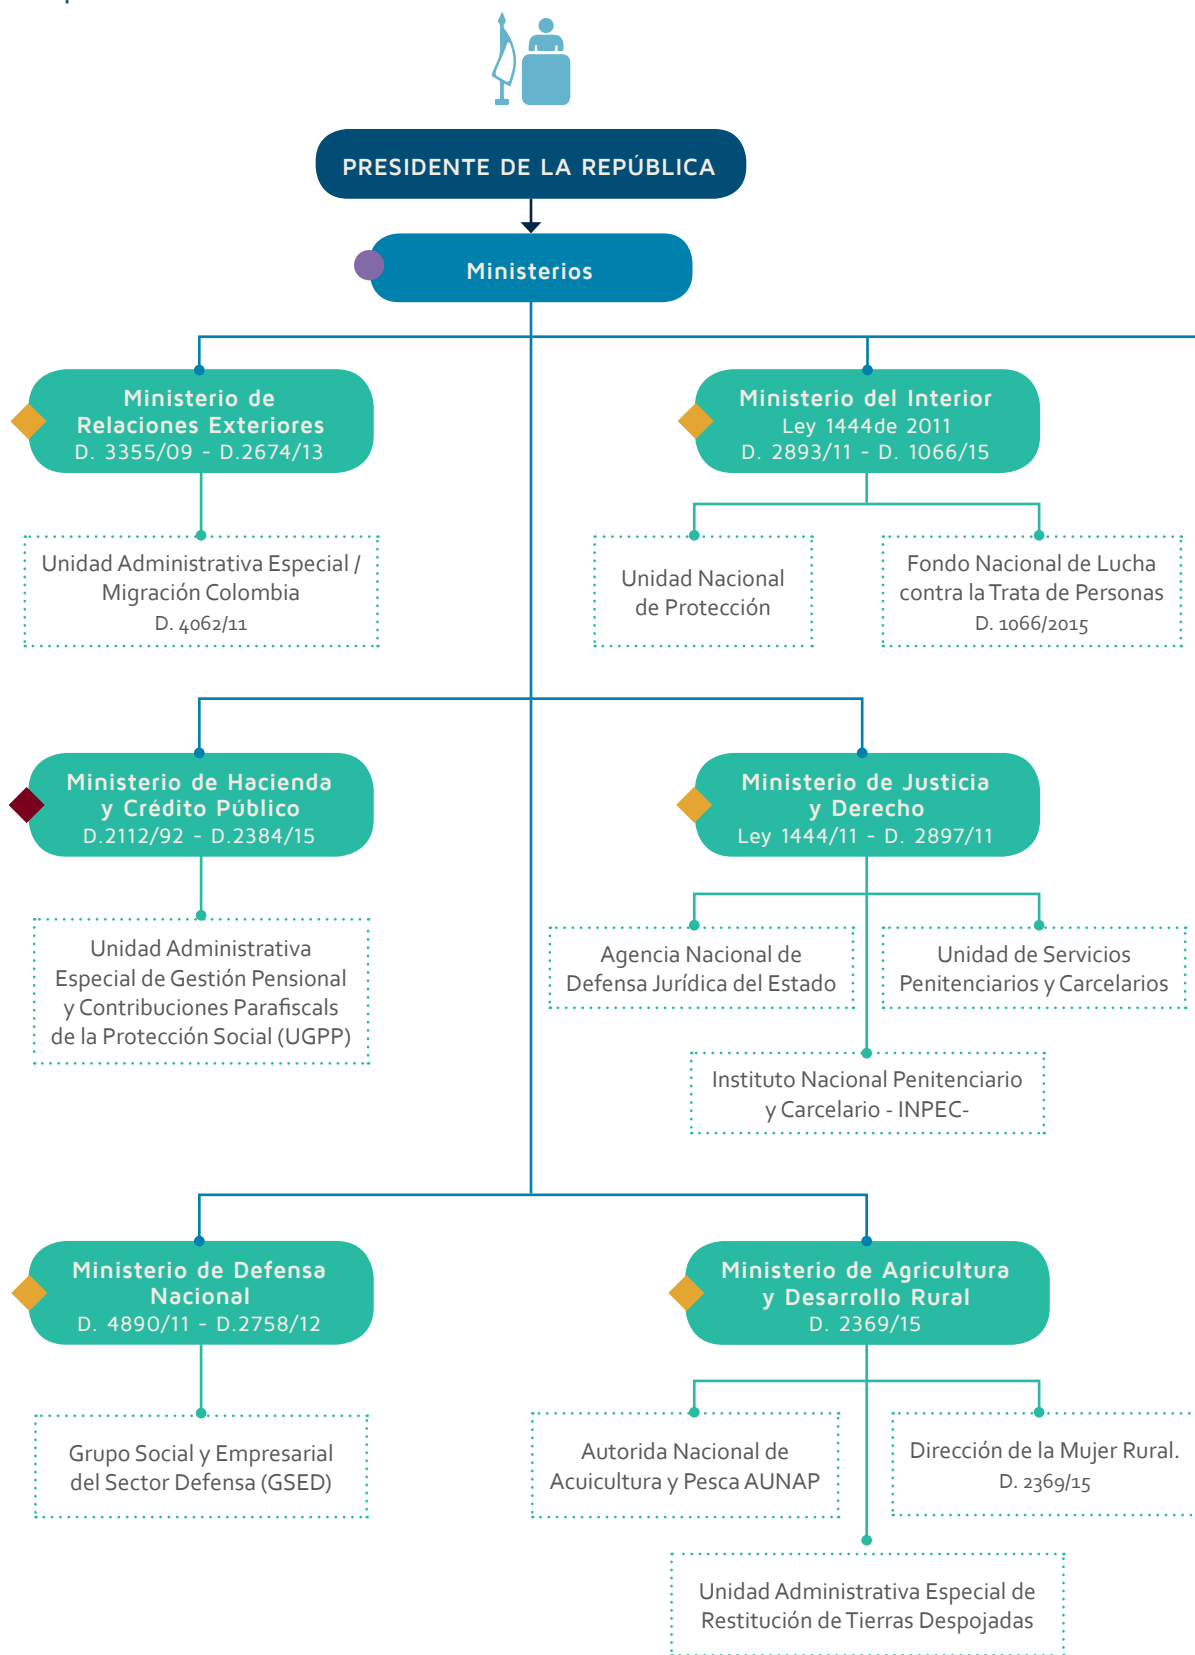 PRESIDENTE DE LA REPÚBLICA
Ministerios
Ministerio de
Relaciones Exteriores
D. 3355/09 - D.2674/13
Ministerio del Interior
Ley 1444de 2011
D. 2893/11 - D. 1066/15
Unidad Administrativa Especial /
Migración Colombia
D. 4062/11
Unidad Nacional
de Protección
Fondo Nacional de Lucha
contra la Trata de Personas
D. 1066/2015
Ministerio de Hacienda
y Crédito Público
D.2112/92 - D.2384/15
Ministerio de Justicia
y Derecho
Ley 1444/11 - D. 2897/11
Unidad Administrativa
Especial de Gestión Pensional
y Contribuciones Parafiscals
de la Protección Social (UGPP)
Agencia Nacional de
Defensa Jurídica del Estado
Unidad de Servicios
Penitenciarios y Carcelarios
Instituto Nacional Penitenciario
y Carcelario - INPEC-
Ministerio de Defensa
Nacional
D. 4890/11 - D.2758/12
Ministerio de Agricultura
y Desarrollo Rural
D. 2369/15
Grupo Social y Empresarial
del Sector Defensa (GSED)
Autorida Nacional de
Acuicultura y Pesca AUNAP
Dirección de la Mujer Rural.
D. 2369/15
Unidad Administrativa Especial de
Restitución de Tierras Despojadas